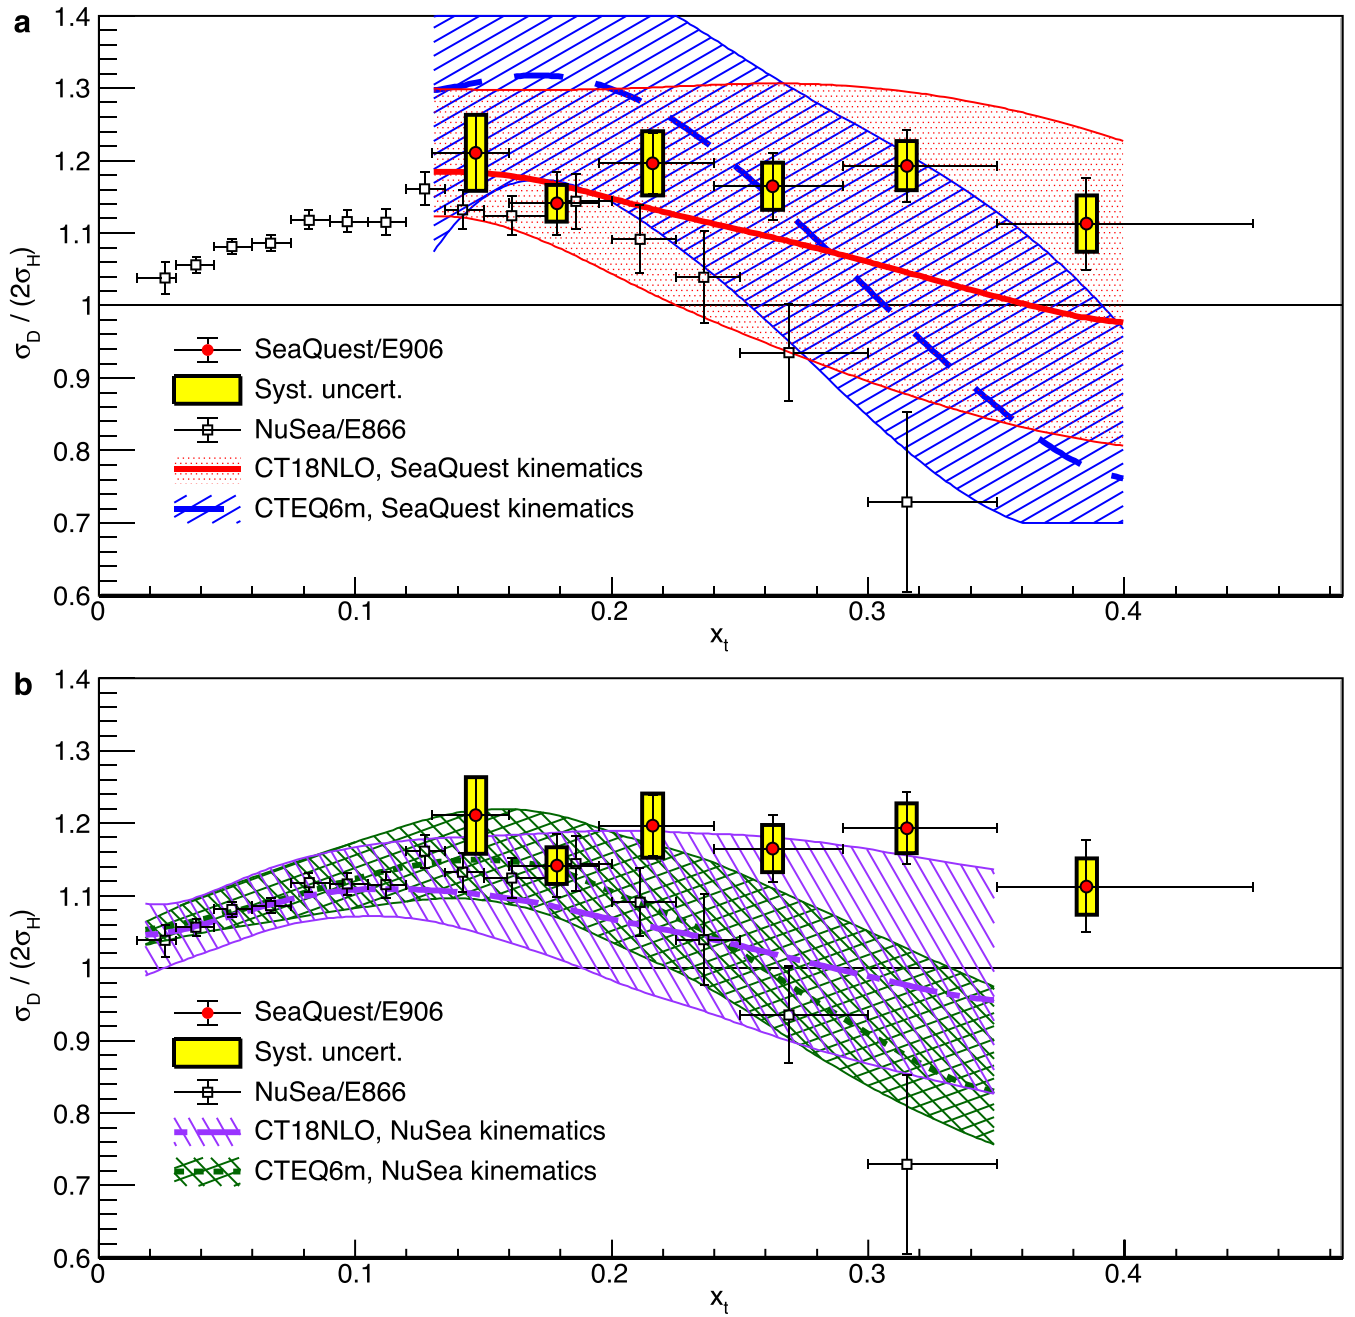 a
1.4
1.3
1.2
1.1
1
0.9
0.8
0.7
0.6
σD / (2σH)
SeaQuest/E906
Syst. uncert.
NuSea/E866
CT18NLO, SeaQuest kinematics
CTEQ6m, SeaQuest kinematics
0 0.1 0.2 0.3 0.4
xt
b
1.4
1.3
1.2
1.1
1
0.9
0.8
0.7
0.6
σD / (2σH)
SeaQuest/E906
Syst. uncert.
NuSea/E866
CT18NLO, NuSea kinematics
CTEQ6m, NuSea kinematics
0 0.1 0.2 0.3 0.4
xt